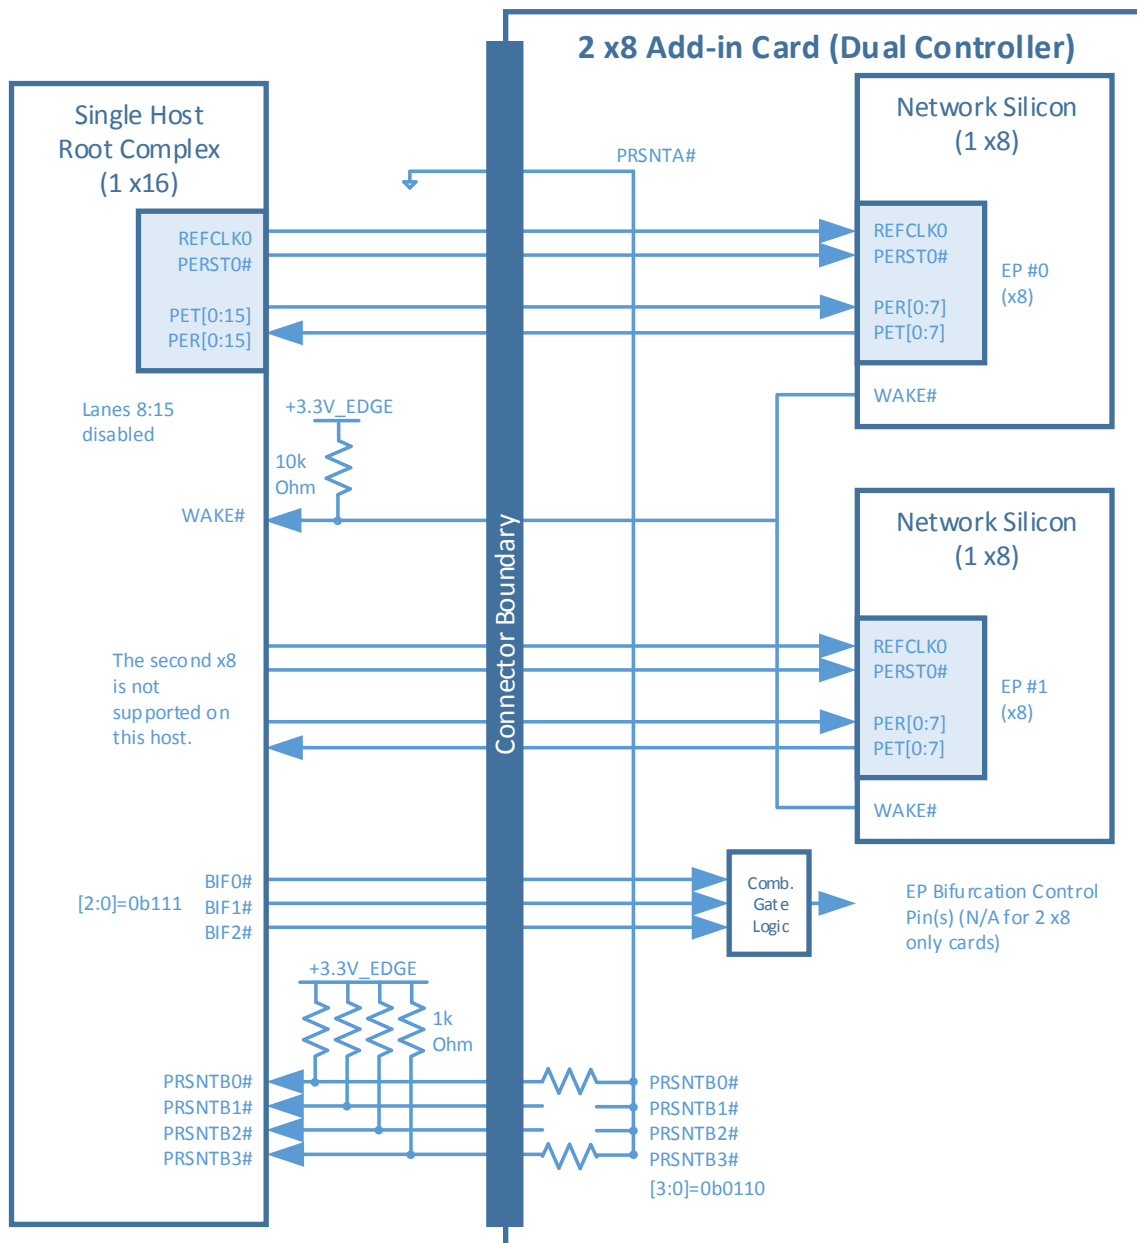 2 x8 Add-in Card (Dual Controller)
Single Host
Root Complex
(1 x16)
REFCLK0
PERST0#
PET[0:15]
PER[0:15]
Lanes 8:15
disabled
+3.3V_EDGE
10k
Ohm
WAKE#
The second x8
is not
supported on
this host.
BIF0#
[2:0]=0b111
BIF1#
BIF2#
+3.3V_EDGE
1k
Ohm
PRSNTB0#
PRSNTB1#
PRSNTB2#
PRSNTB3#
Connector Boundary
PRSNTA#
Network Silicon
(1 x8)
REFCLK0
PERST0#
EP #0
(x8)
PER[0:7]
PET[0:7]
WAKE#
Network Silicon
(1 x8)
REFCLK0
PERST0#
EP #1
(x8)
PER[0:7]
PET[0:7]
WAKE#
Comb.
Gate
Logic
EP Bifurcation Control
Pin(s) (N/A for 2 x8
only cards)
PRSNTB0#
PRSNTB1#
PRSNTB2#
PRSNTB3#
[3:0]=0b0110